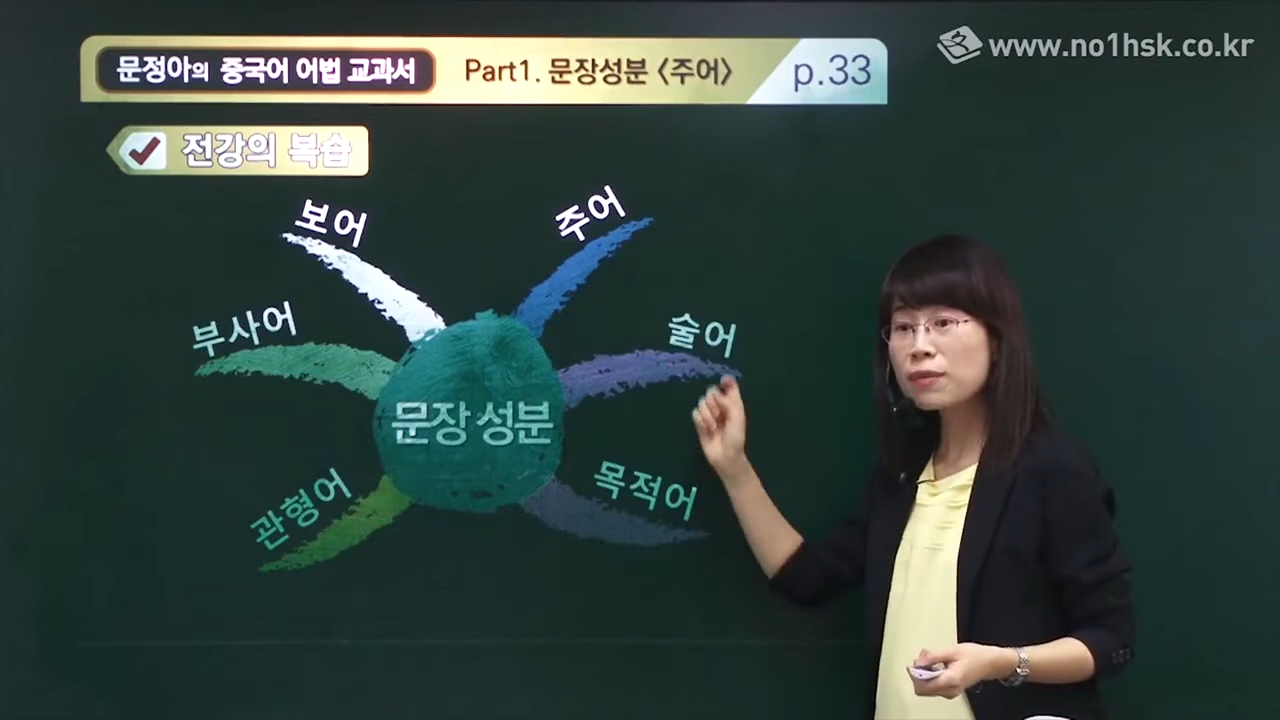 www.no1hsk.co.kr
문정아의 중국어 어법 교과서 Part1. 문장성분 <주어> p.33
전강의 복습
보어
주어
부사어
술어
문장 성분
관형어
목적어